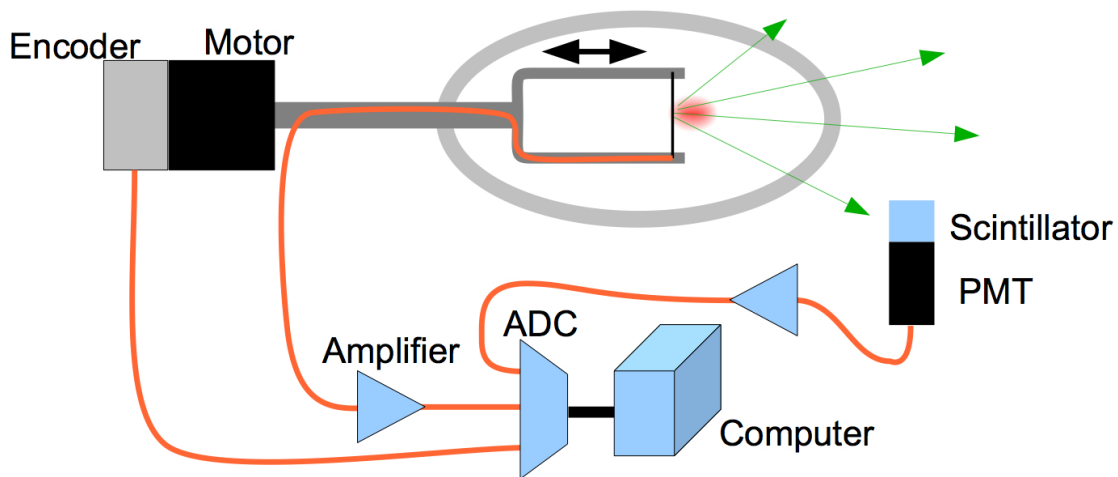 Encoder
Motor
Scintillator
PMT
ADC
Amplifier
Computer